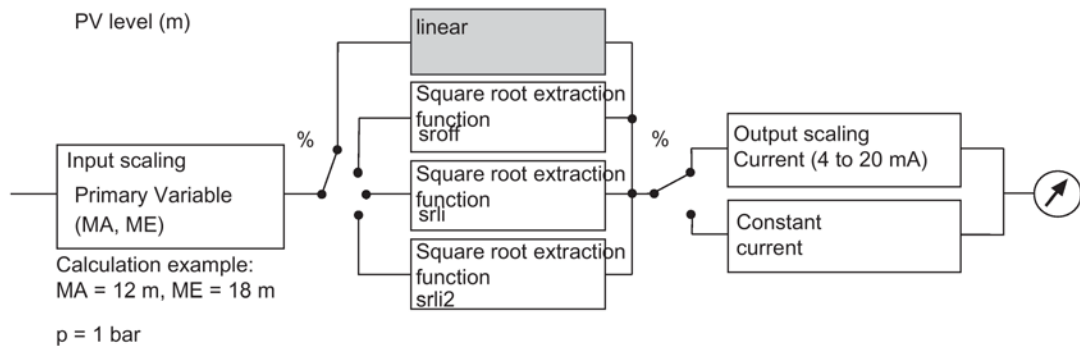 PV level (m)
linear
Square root extraction
function
sroff
%
%
Input scaling
Primary Variable
(MA, ME)
Square root extraction
function
srli
Output scaling
Current (4 to 20 mA)
Constant
current
Square root extraction
function
srli2
Calculation example:
MA = 12 m, ME = 18 m
p = 1 bar